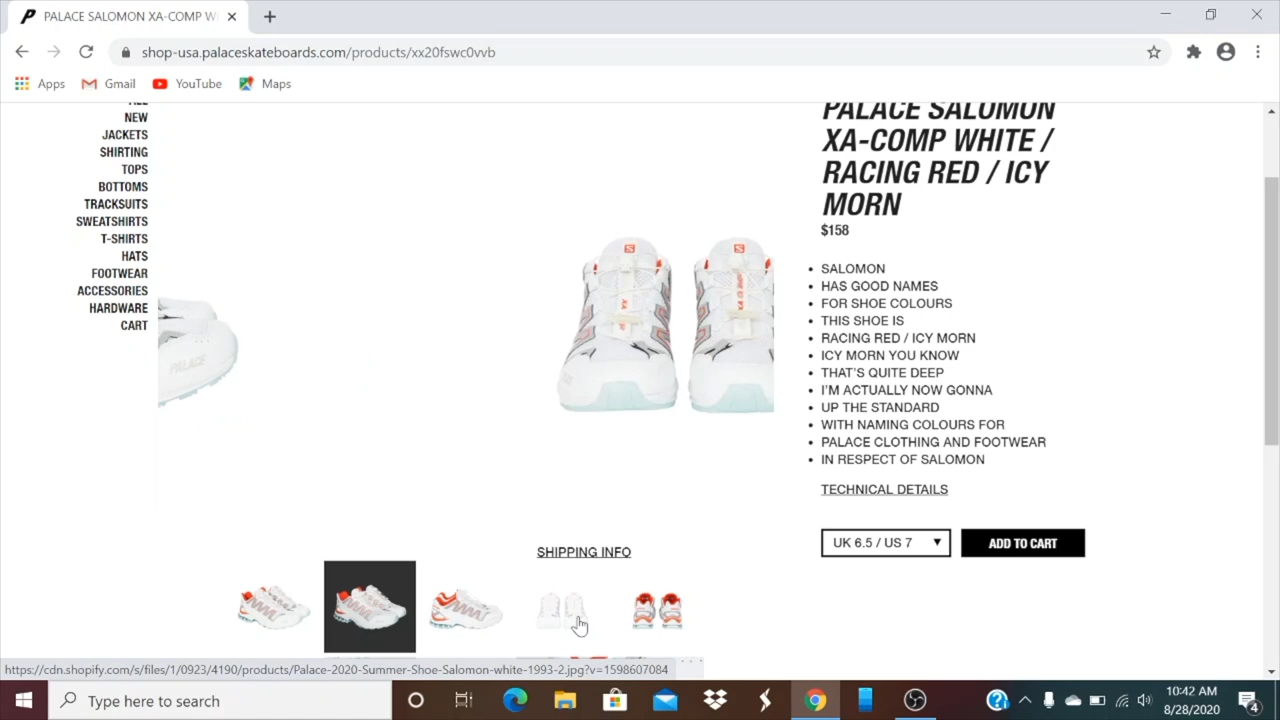 PALACE SALOMON XA-COMP W
shop-usa.palaceskateboards.com/products/xx20fswc0vvb
Apps
Gmail
YouTube
Maps
ALL
NEW
JACKETS
SHIRTING
TOPS
BOTTOMS
TRACKSUITS
SWEATSHIRTS
T-SHIRTS
HATS
FOOTWEAR
ACCESSORIES
HARDWARE
CART
PALACE
PALACE SALOMON
XA-COMP WHITE /
RACING RED / ICY
MORN
$158
SALOMON
HAS GOOD NAMES
FOR SHOE COLOURS
THIS SHOE IS
RACING RED / ICY MORN
ICY MORN YOU KNOW
THAT'S QUITE DEEP
I'M ACTUALLY NOW GONNA
UP THE STANDARD
WITH NAMING COLOURS FOR
PALACE CLOTHING AND FOOTWEAR
IN RESPECT OF SALOMON
TECHNICAL DETAILS
UK 6.5 / US 7
ADD TO CART
SHIPPING INFO
https://cdn.shopify.com/s/files/1/0923/4190/products/Palace-2020-Summer-Shoe-Salomon-white-1993-2.jpg?v=1598607084
Type here to search
10:42 AM
8/28/2020
4